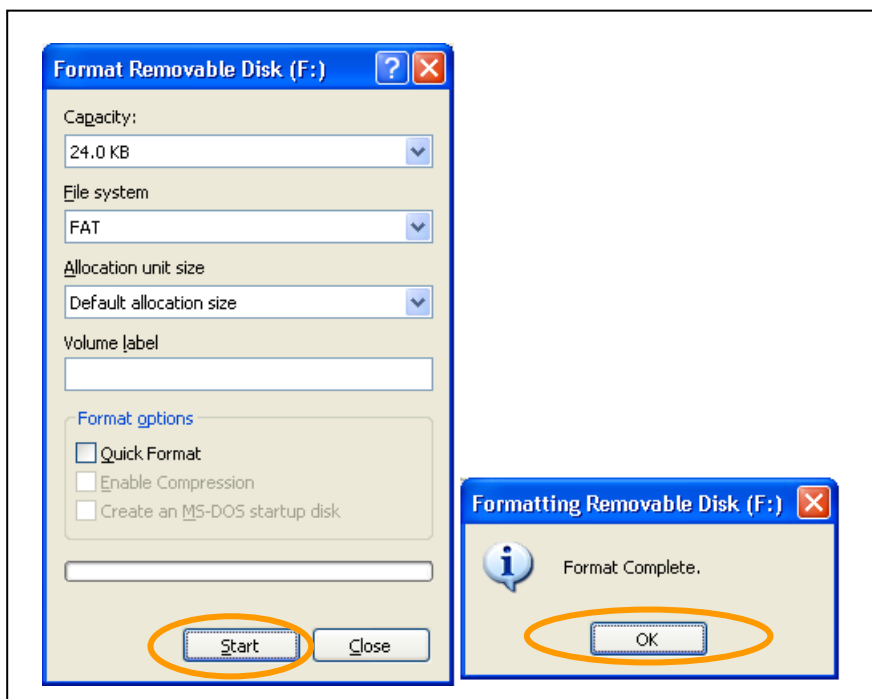 Format Removable Disk (F:)
Capacity:
24.0 KB
File system
FAT
Allocation unit size
Default allocation size
Volume label
Format options
Quick Format
Enable Compression
Create an MS-DOS startup disk
Start Close
Formatting Removable Disk (F:)
Format Complete.
OK